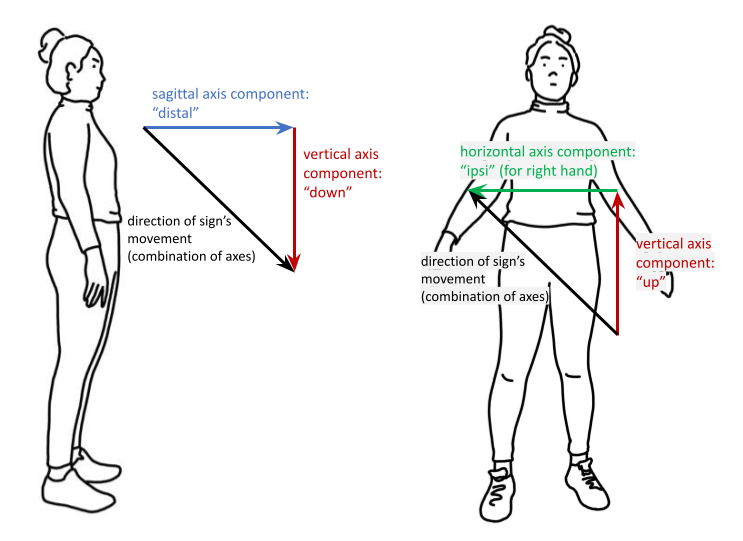 sagittal axis component:
“distal”
vertical axis
component:
“down”
direction of sign’s
movement
(combination of axes)
horizontal axis component:
“ipsi” (for right hand)
vertical axis
component:
“up”
direction of sign’s
movement
(combination of axes)